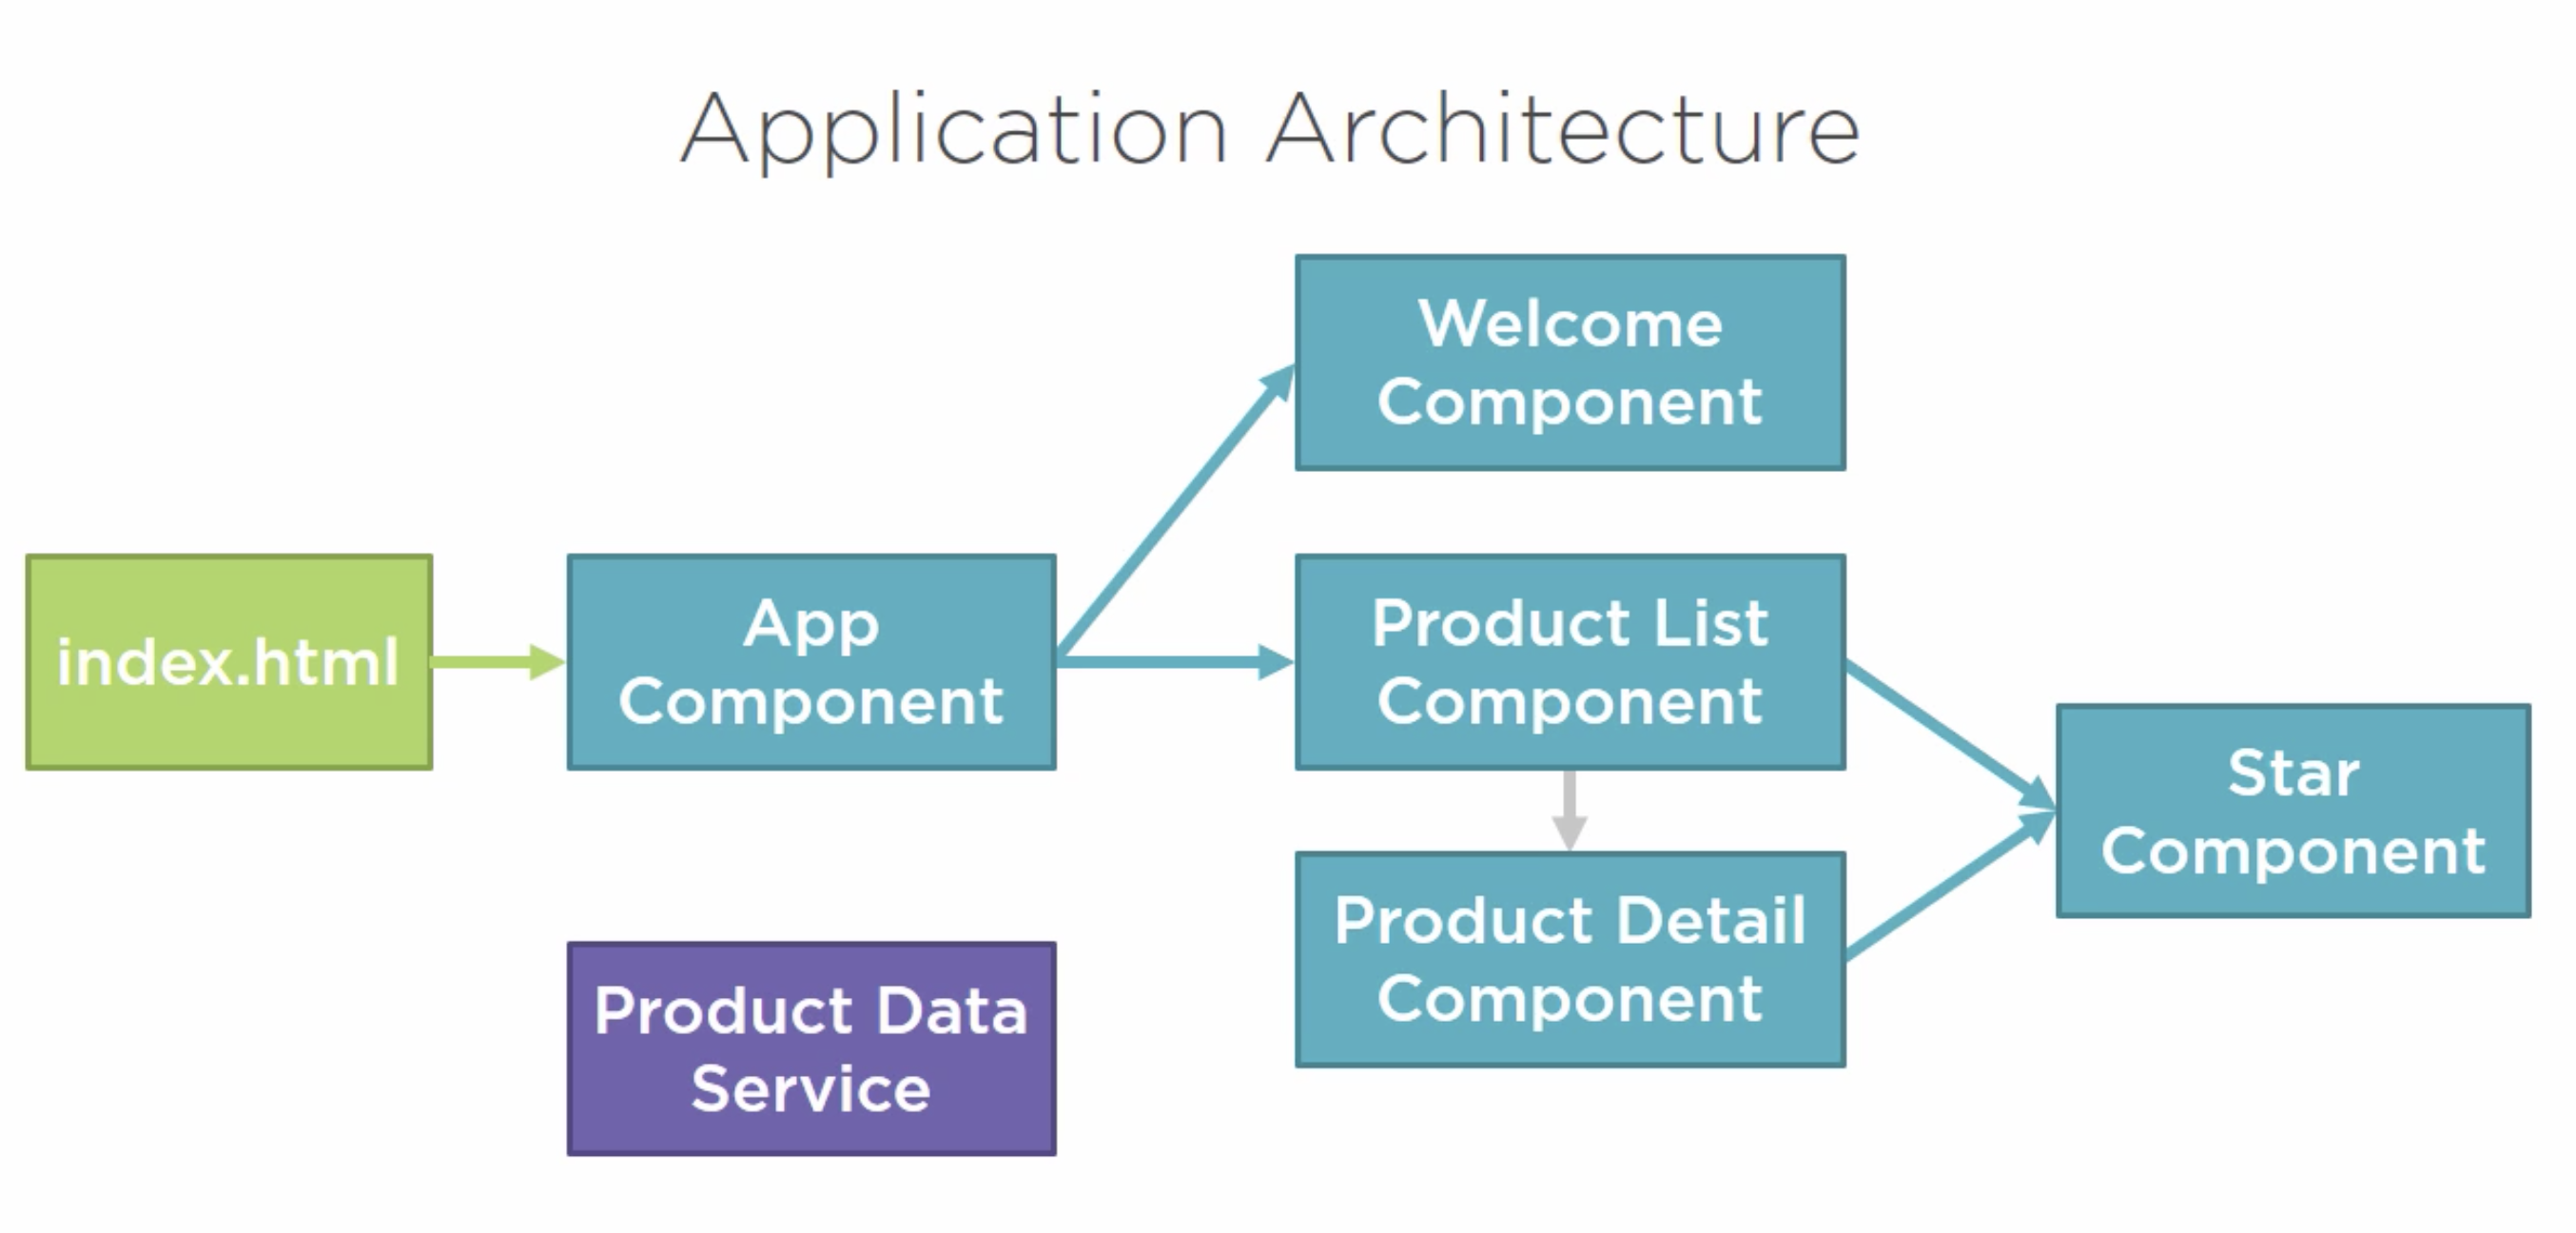 Application Architecture
Welcome
Component
index.html
App
Component
Product List
Component
Star
Component
Product Detail
Component
Product Data
Service